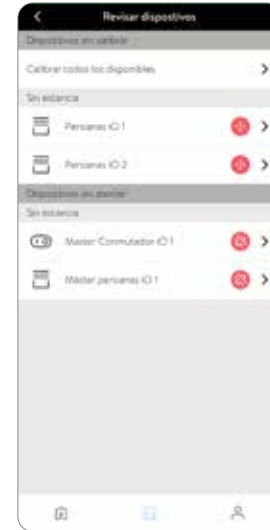 Revisar dispositivos
Dispositivos sin calibrar
Calibrar todos los disponibles
Sin estancia
Persianas iO 1
Persianas iO 2
Dispositivos sin asociar
Sin estancia
Master Conmutador iO 1
Máster persianas iO 1